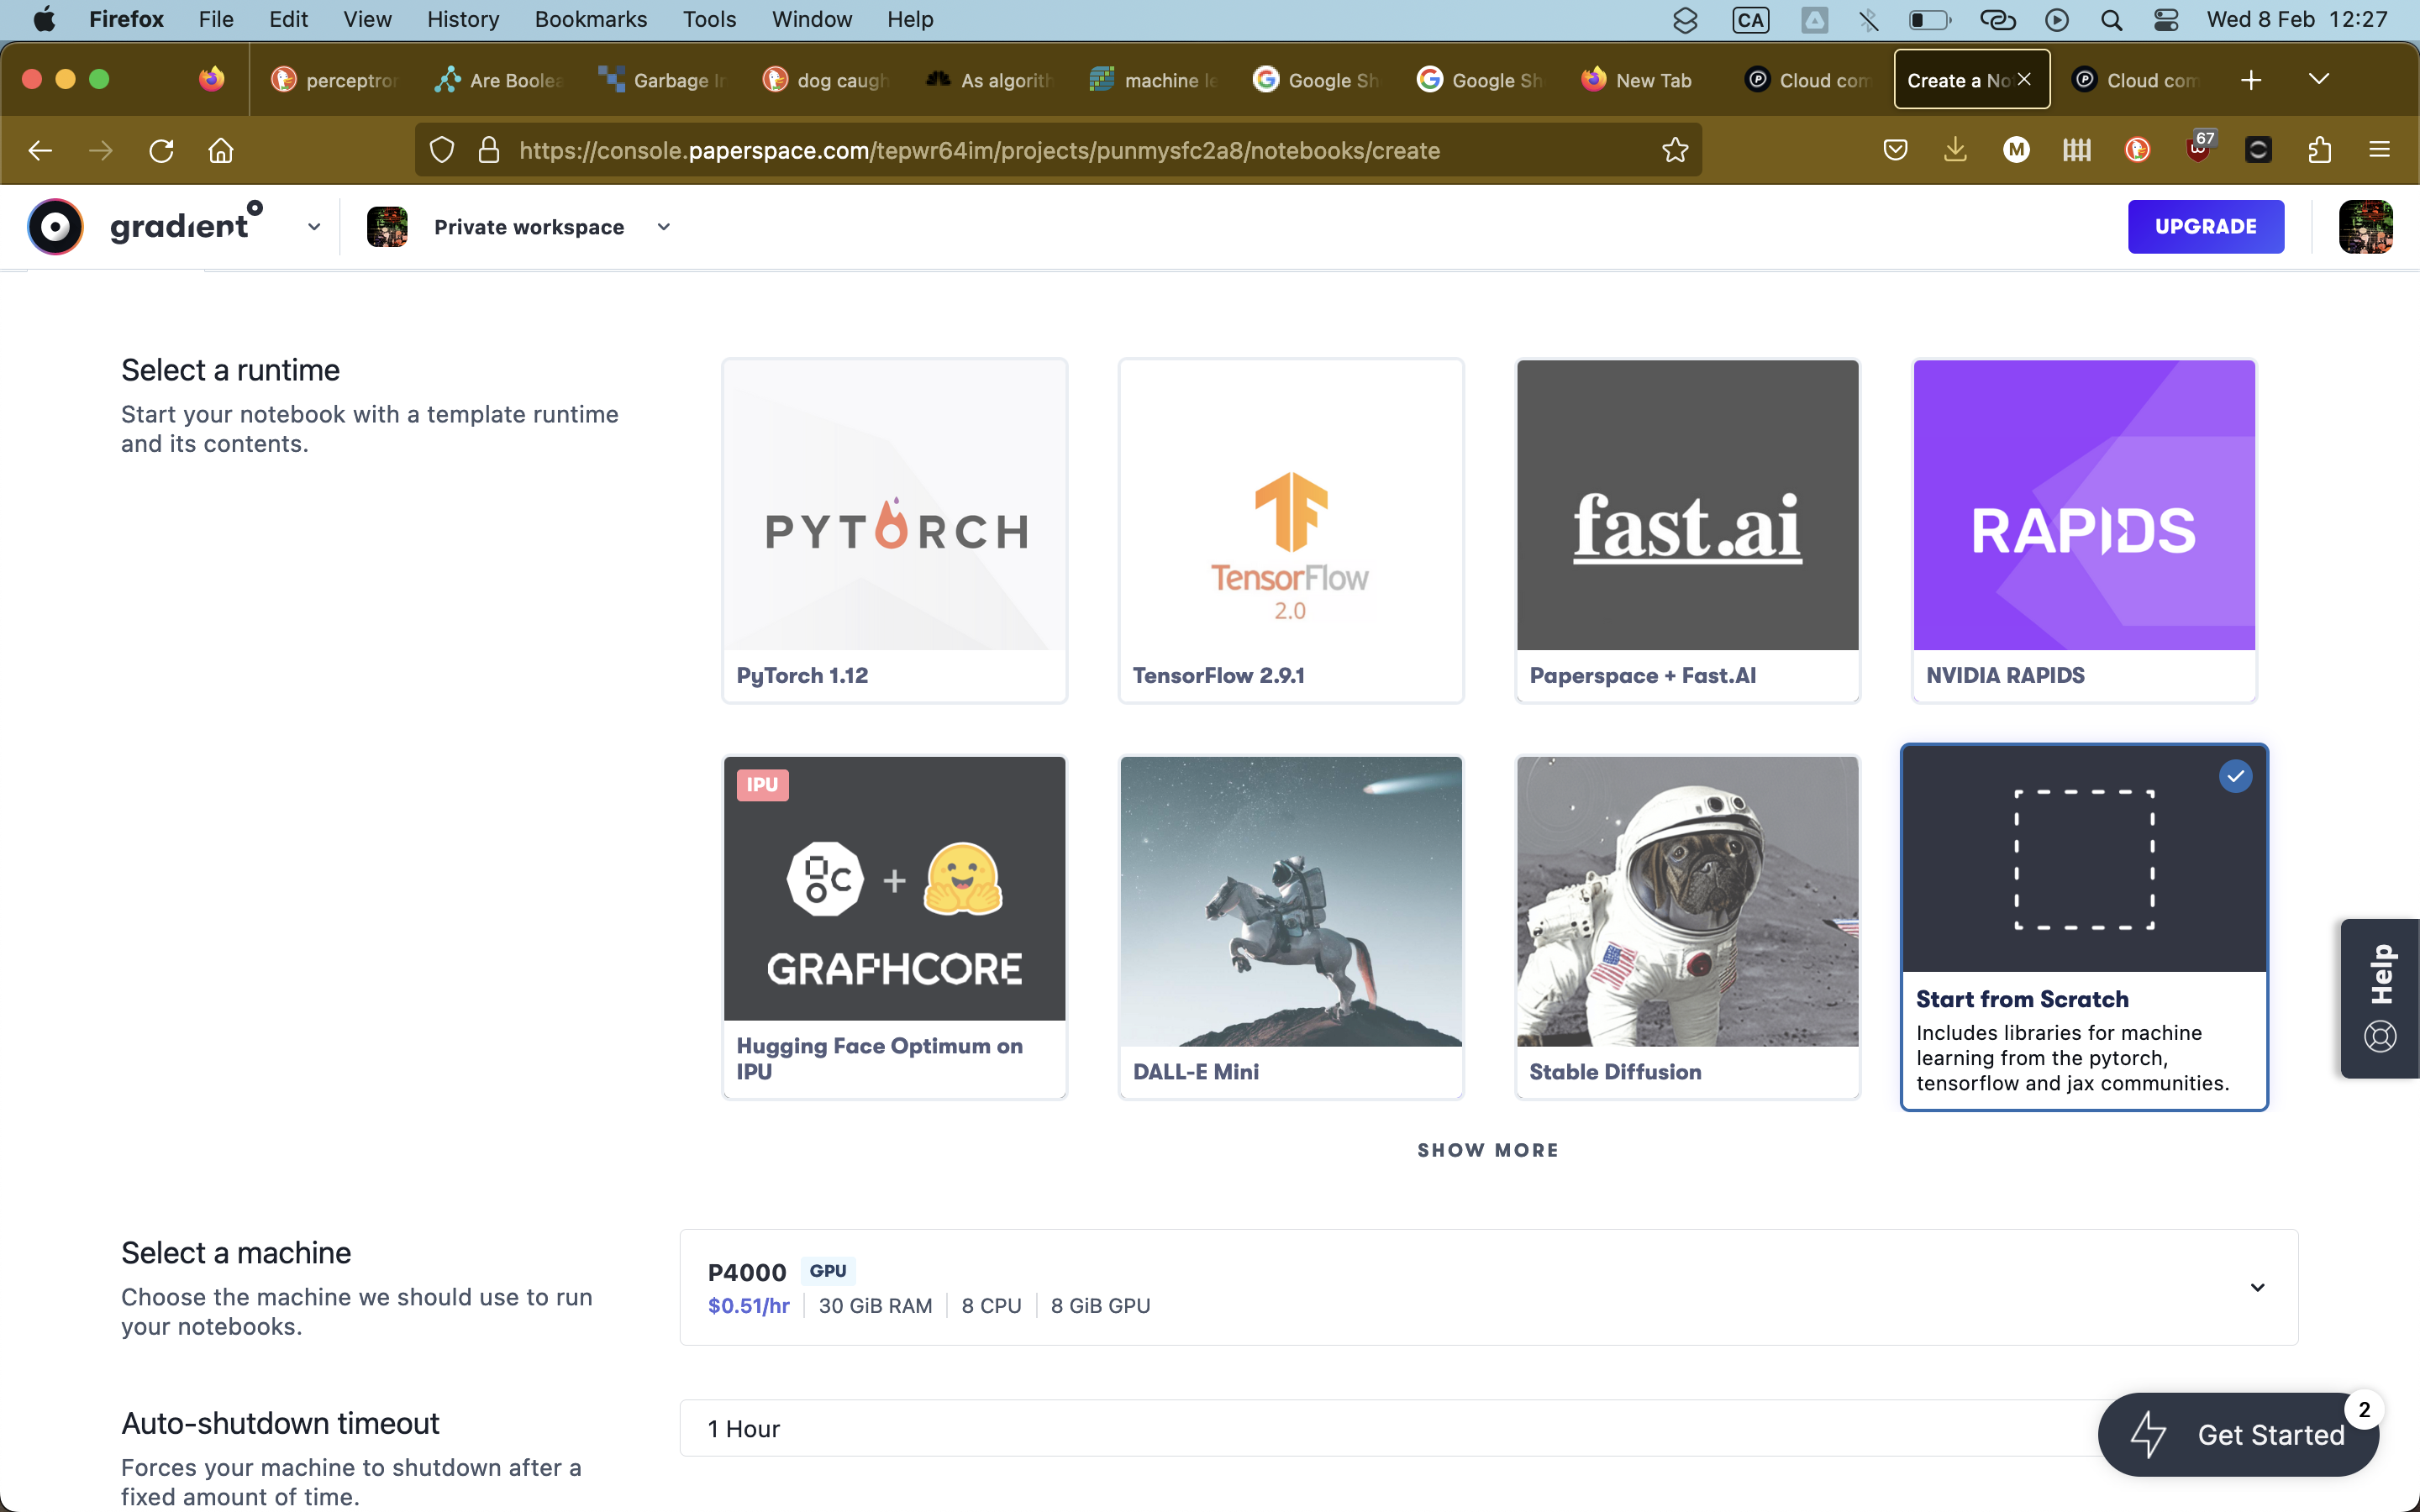 Firefox File Edit View History Bookmarks Tools Window Help
CA
Wed 8 Feb 12:27
perceptron
Are Boolea
Garbage In
dog caugh
As algorith
machine le
Google Sh
Google Sh
New Tab
Cloud com
Create a No
Cloud com
https://console.paperspace.com/tepwr64im/projects/punmysfc2a8/notebooks/create
M
67
gradient
Private workspace
UPGRADE
Select a runtime
Start your notebook with a template runtime
and its contents.
PYTORCH
PyTorch 1.12
TensorFlow
2.0
TensorFlow 2.9.1
fast.ai
Paperspace + Fast.AI
RAPIDS
NVIDIA RAPIDS
IPU
gc +
GRAPHCORE
Hugging Face Optimum on
IPU
DALL-E Mini
Stable Diffusion
Start from Scratch
Includes libraries for machine
learning from the pytorch,
tensorflow and jax communities.
Help
SHOW MORE
Select a machine
Choose the machine we should use to run
your notebooks.
P4000 GPU
$0.51/hr 30 GiB RAM 8 CPU 8 GiB GPU
Auto-shutdown timeout
Forces your machine to shutdown after a
fixed amount of time.
1 Hour
Get Started
2